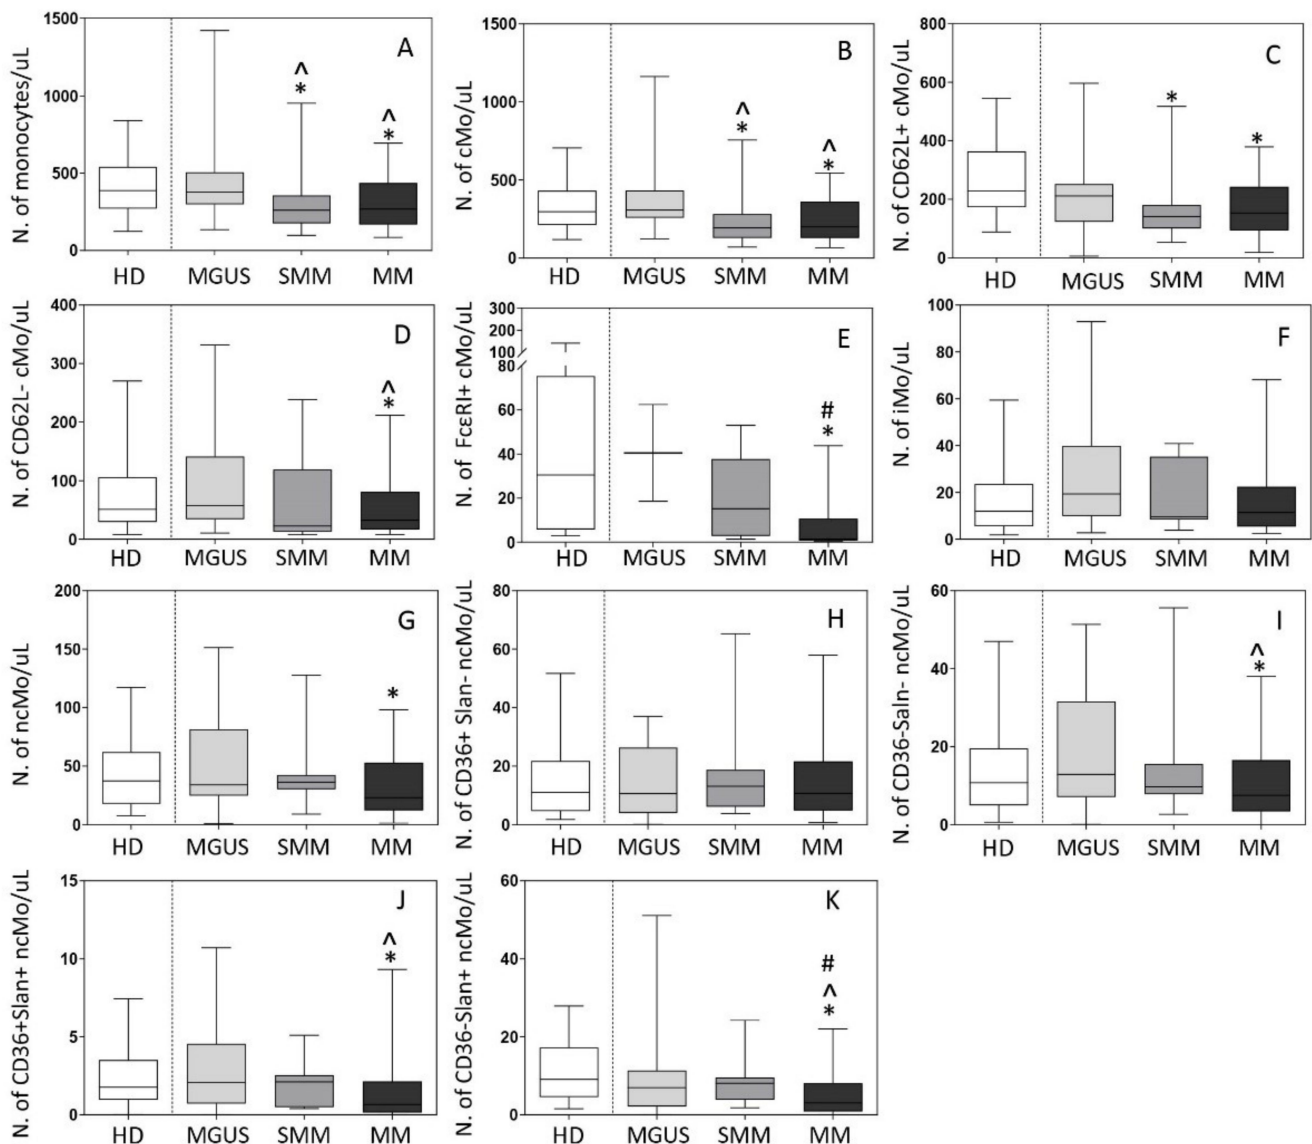 A
N. of monocytes/uL
1500
1000
500
0
^
*
^
*
HD MGUS SMM MM
B
N. of cMo/uL
1500
1000
500
0
^
*
^
*
HD MGUS SMM MM
C
N. of CD62L+ cMo/uL
800
600
400
200
0
*
*
HD MGUS SMM MM
D
N. of CD62L- cMo/uL
400
300
200
100
0
^
*
HD MGUS SMM MM
E
N. of FcεRI+ cMo/uL
300
200
100
80
60
40
20
0
#
*
HD MGUS SMM MM
F
N. of iMo/uL
100
80
60
40
20
0
HD MGUS SMM MM
G
N. of ncMo/uL
200
150
100
50
0
*
HD MGUS SMM MM
H
N. of CD36+ Slan- ncMo/uL
80
60
40
20
0
HD MGUS SMM MM
I
N. of CD36-Saln- ncMo/uL
60
40
20
0
^
*
HD MGUS SMM MM
J
N. of CD36+Slan+ ncMo/uL
15
10
5
0
^
*
HD MGUS SMM MM
K
N. of CD36-Slan+ ncMo/uL
60
40
20
0
#
^
*
HD MGUS SMM MM